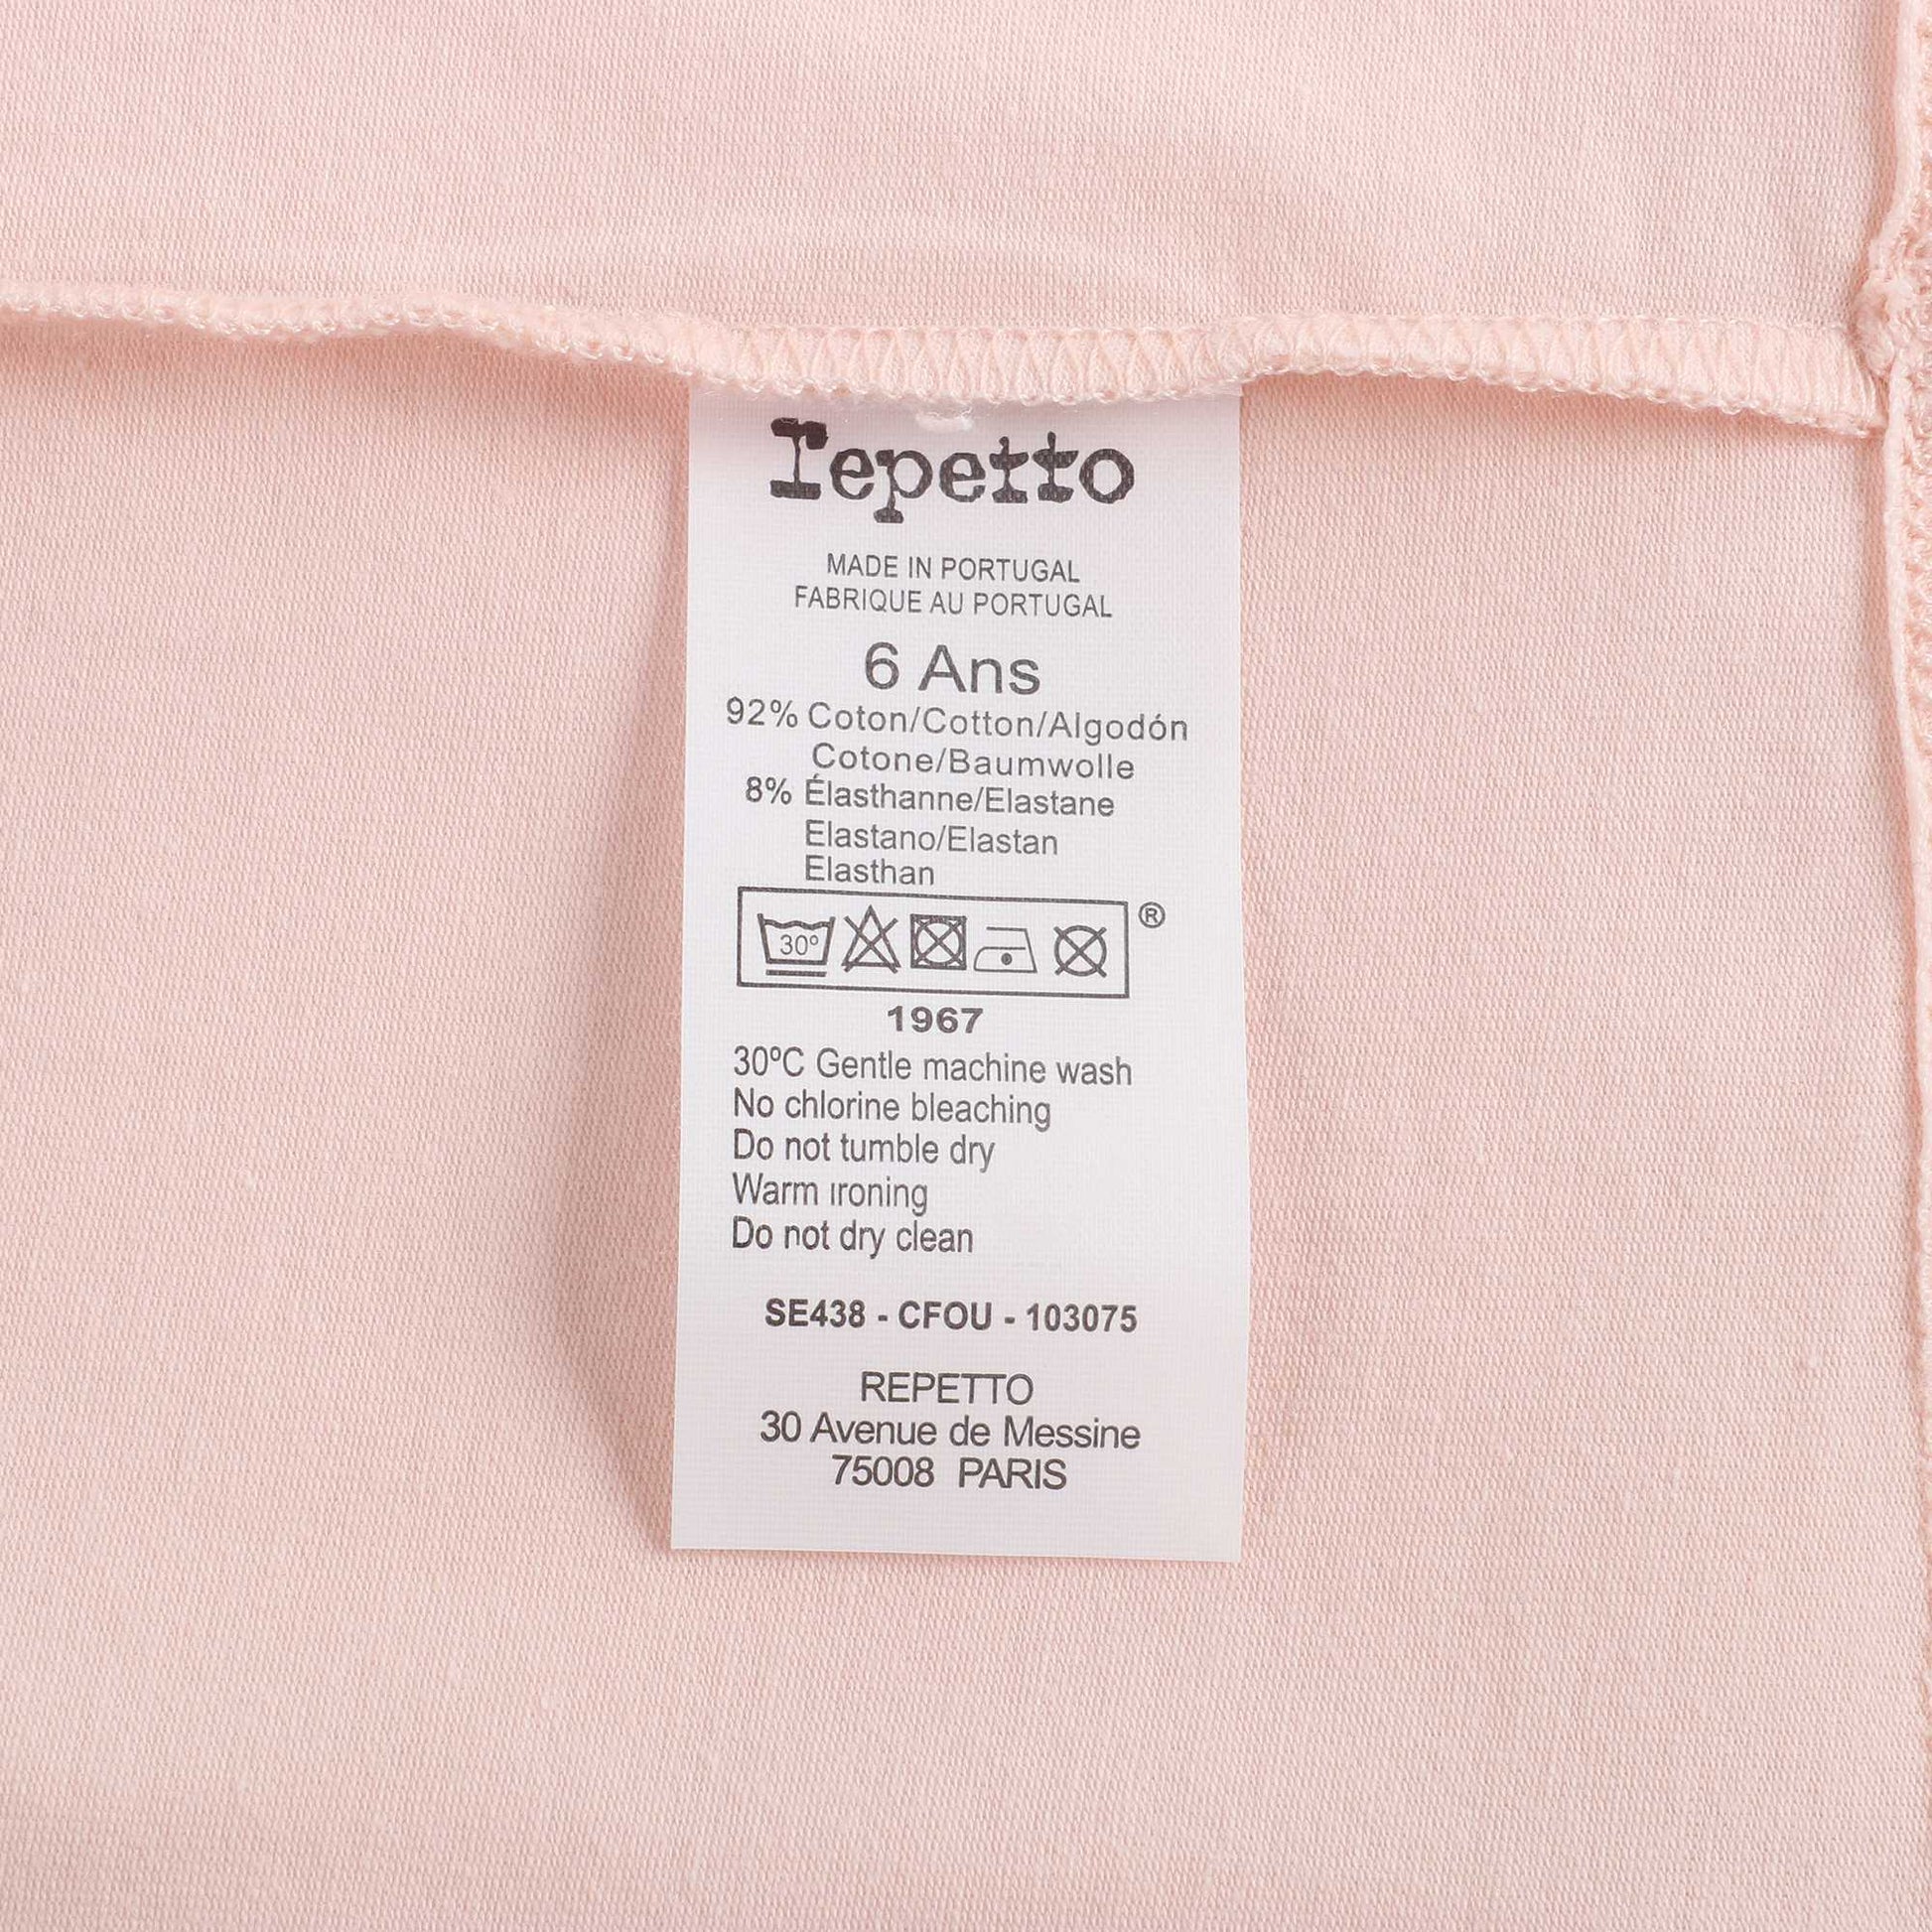 repetto
MADE IN PORTUGAL
FABRIQUE AU PORTUGAL
6 Ans
92% Coton/Cotton/Algodón
Cotone/Baumwolle
8% Élasthanne/Elastane
Elastano/Elastan
Elasthan
30º
®
1967
30ºC Gentle machine wash
No chlorine bleaching
Do not tumble dry
Warm ironing
Do not dry clean
SE438 - CFOU - 103075
REPETTO
30 Avenue de Messine
75008 PARIS